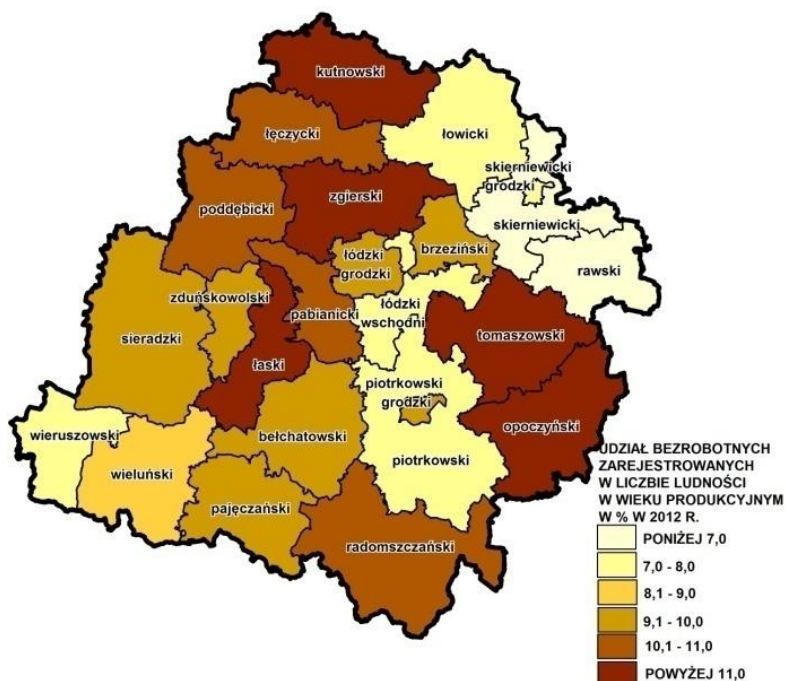 kutnowski
łęczycki
łowicki
skierniewicki
grodzki
zgierski
poddębicki
skierniewicki
łódzki
grodzki
brzeziński
rawski
zduńskowolski
pabianicki
łódzki
wschodni
sieradzki
tomaszowski
łaski
piotrkowski
grodzki
wieruszowski
bełchatowski
opoczyński
wieluński
piotrkowski
pajęczański
radomszczański
UDZIAŁ BEZROBOTNYCH
ZAREJESTROWANYCH
W LICZBIE LUDNOŚCI
W WIEKU PRODUKCYJNYM
W % W 2012 R.
PONIŻEJ 7,0
7,0 - 8,0
8,1 - 9,0
9,1 - 10,0
10,1 - 11,0
POWYŻEJ 11,0